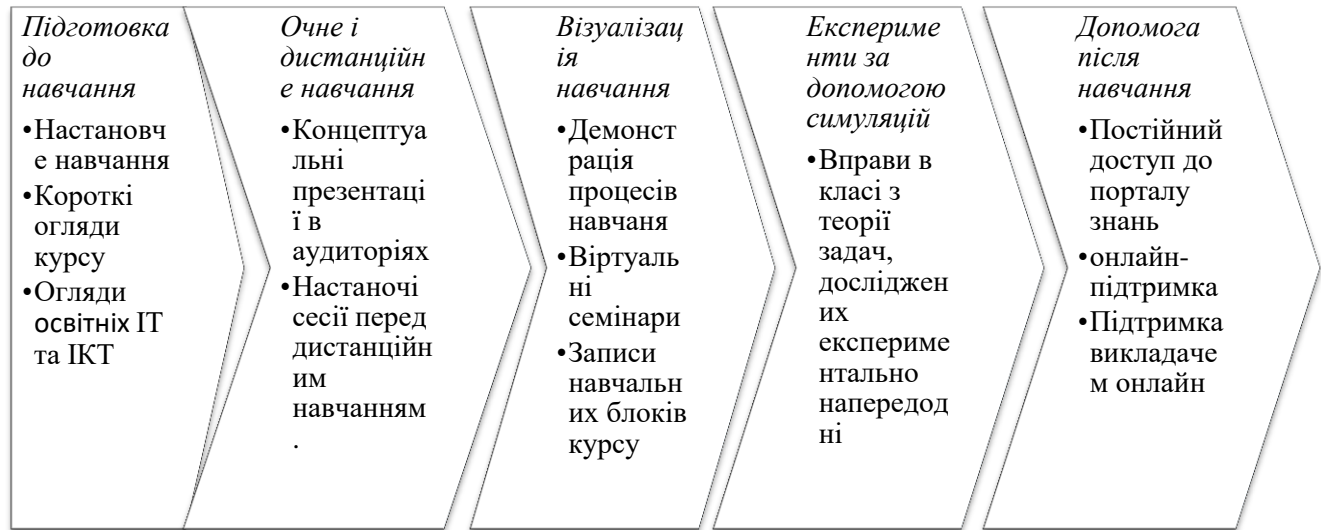 Підготовка
до
навчання
•Настановч
е навчання
•Короткі
огляди
курсу
•Огляди
освітніх ІТ
та ІКТ
Очне і
дистанційн
е навчання
•Концептуа
льні
презентаці
ї в
аудиторіях
•Настаночі
сесії перед
дистанційн
им
навчанням
.
Візуалізац
ія
навчання
•Демонст
рація
процесів
навчаня
•Віртуаль
ні
семінари
•Записи
навчальн
их блоків
курсу
Експериме
нти за
допомогою
симуляцій
•Вправи в
класі з
теорії
задач,
досліджен
их
експериме
нтально
напередод
ні
Допомога
після
навчання
•Постійний
доступ до
порталу
знань
•онлайн-
підтримка
•Підтримка
викладаче
м онлайн